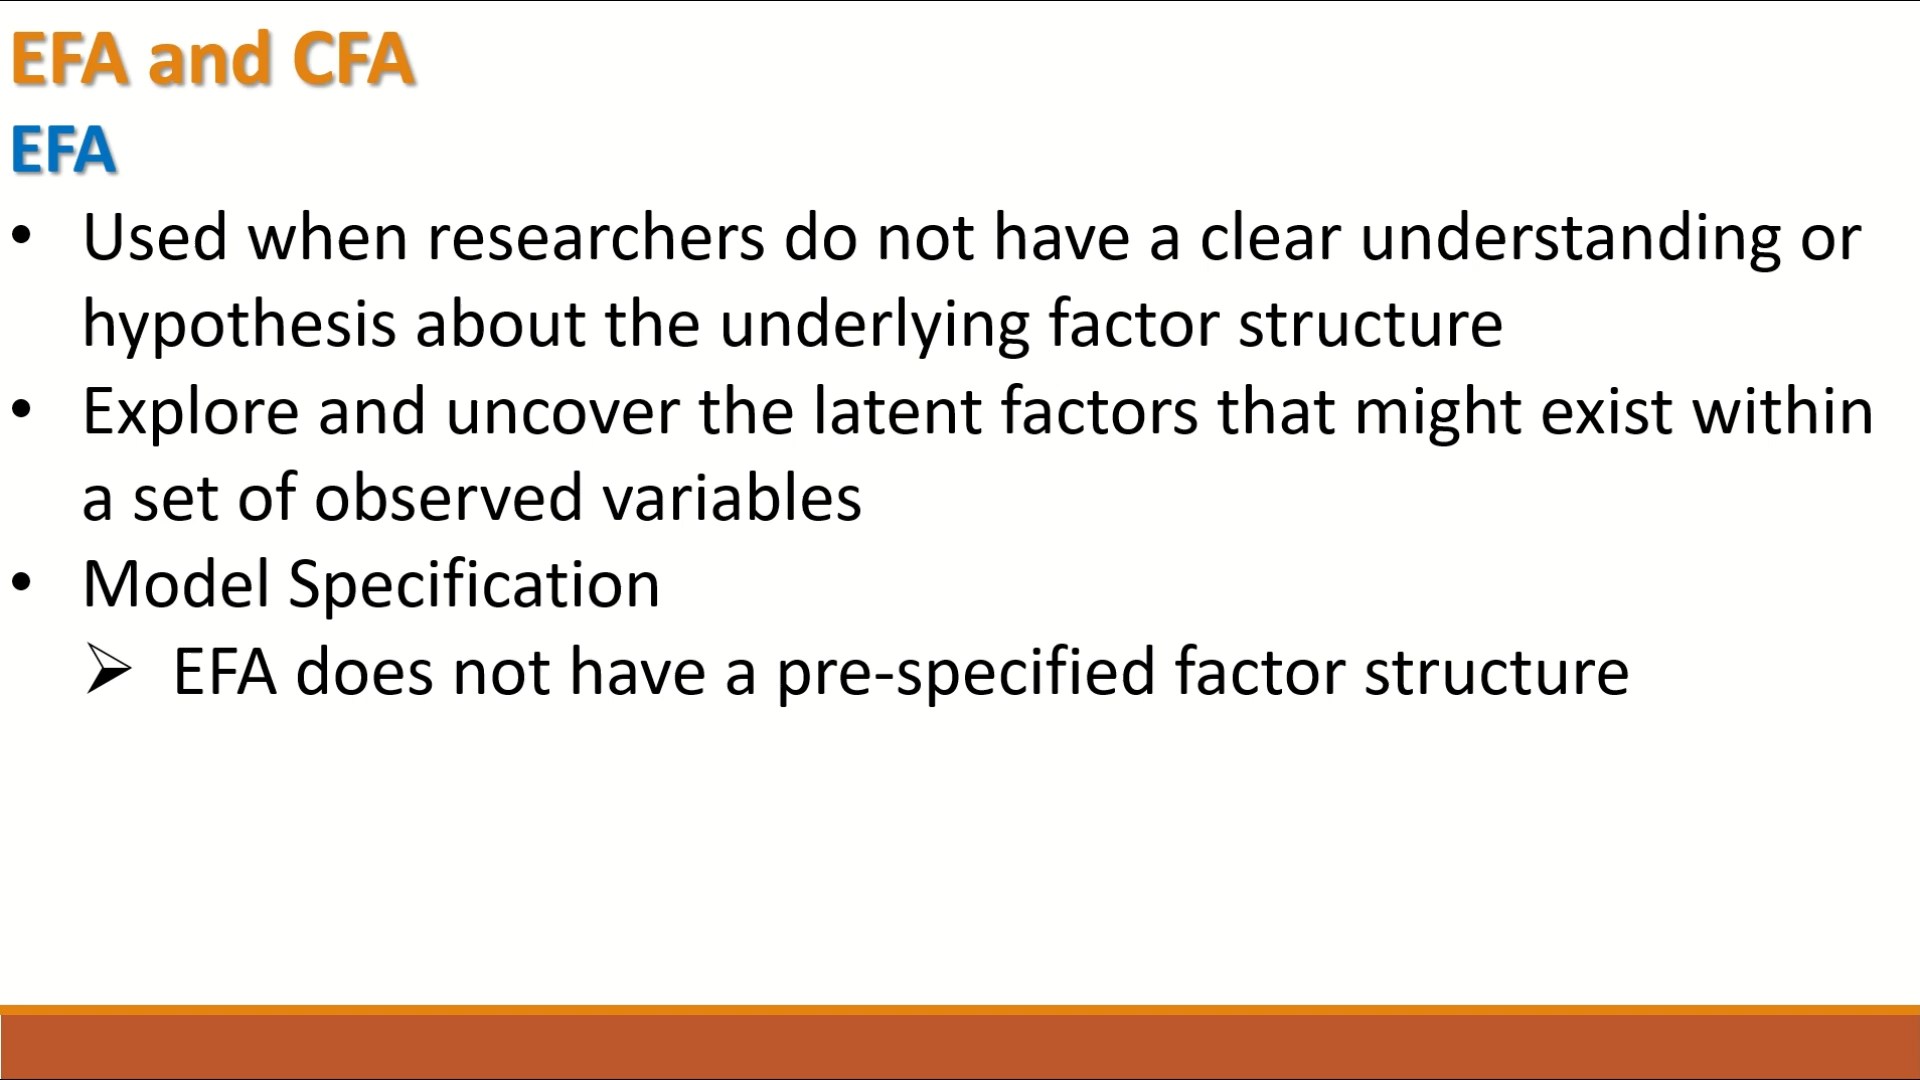 EFA and CFA
EFA
• Used when researchers do not have a clear understanding or
hypothesis about the underlying factor structure
• Explore and uncover the latent factors that might exist within
a set of observed variables
• Model Specification
➢ EFA does not have a pre-specified factor structure